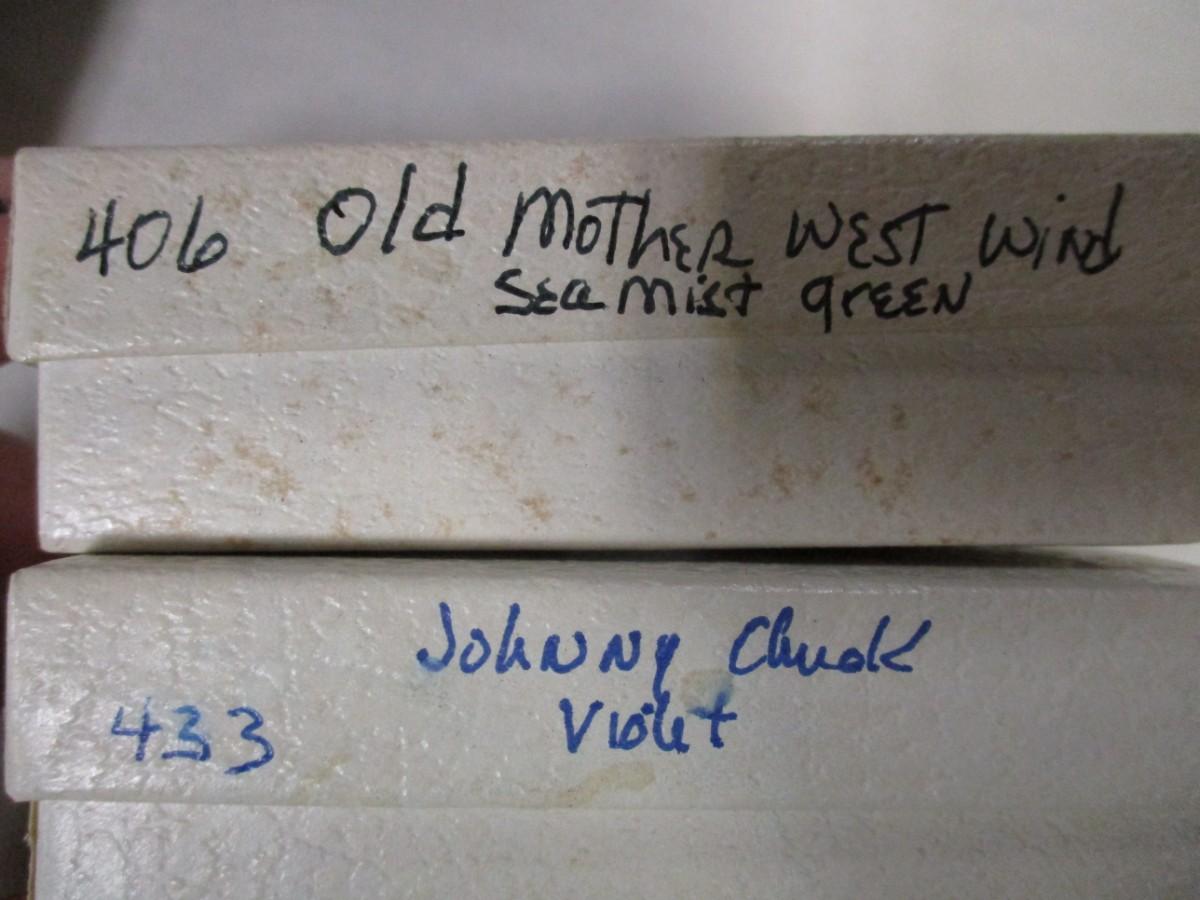 406 Old Mother West Wind
Sea mist green
Johnny Chuck
433 Violet